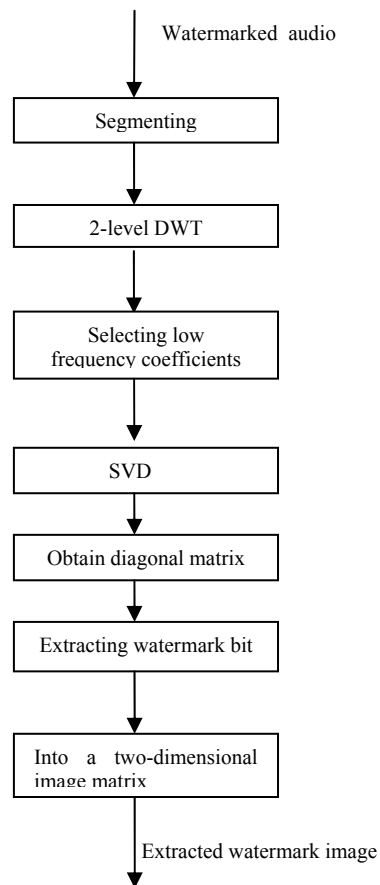 Watermarked audio
Segmenting
2-level DWT
Selecting low
frequency coefficients
SVD
Obtain diagonal matrix
Extracting watermark bit
Into a two-dimensional
image matrix
Extracted watermark image